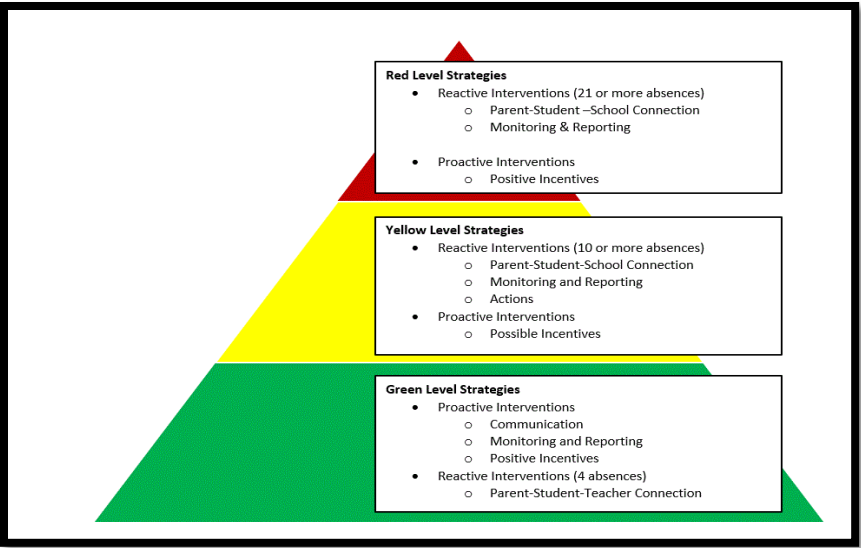 Red Level Strategies
• Reactive Interventions (21 or more absences)
o Parent-Student –School Connection
o Monitoring & Reporting
• Proactive Interventions
o Positive Incentives
Yellow Level Strategies
• Reactive Interventions (10 or more absences)
o Parent-Student-School Connection
o Monitoring and Reporting
o Actions
• Proactive Interventions
o Possible Incentives
Green Level Strategies
• Proactive Interventions
o Communication
o Monitoring and Reporting
o Positive Incentives
• Reactive Interventions (4 absences)
o Parent-Student-Teacher Connection